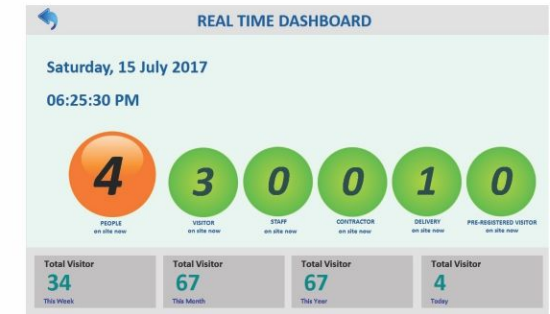 REAL TIME DASHBOARD
Saturday, 15 July 2017
06:25:30 PM
4 3 0 0 1 0
PEOPLE VISITOR STAFF CONTRACTOR DELIVERY PRE-REGISTERED VISITOR
on site now on site now on site now on site now on site now on site now
Total Visitor Total Visitor Total Visitor Total Visitor
34 67 67 4
This Week This Month This Year Today